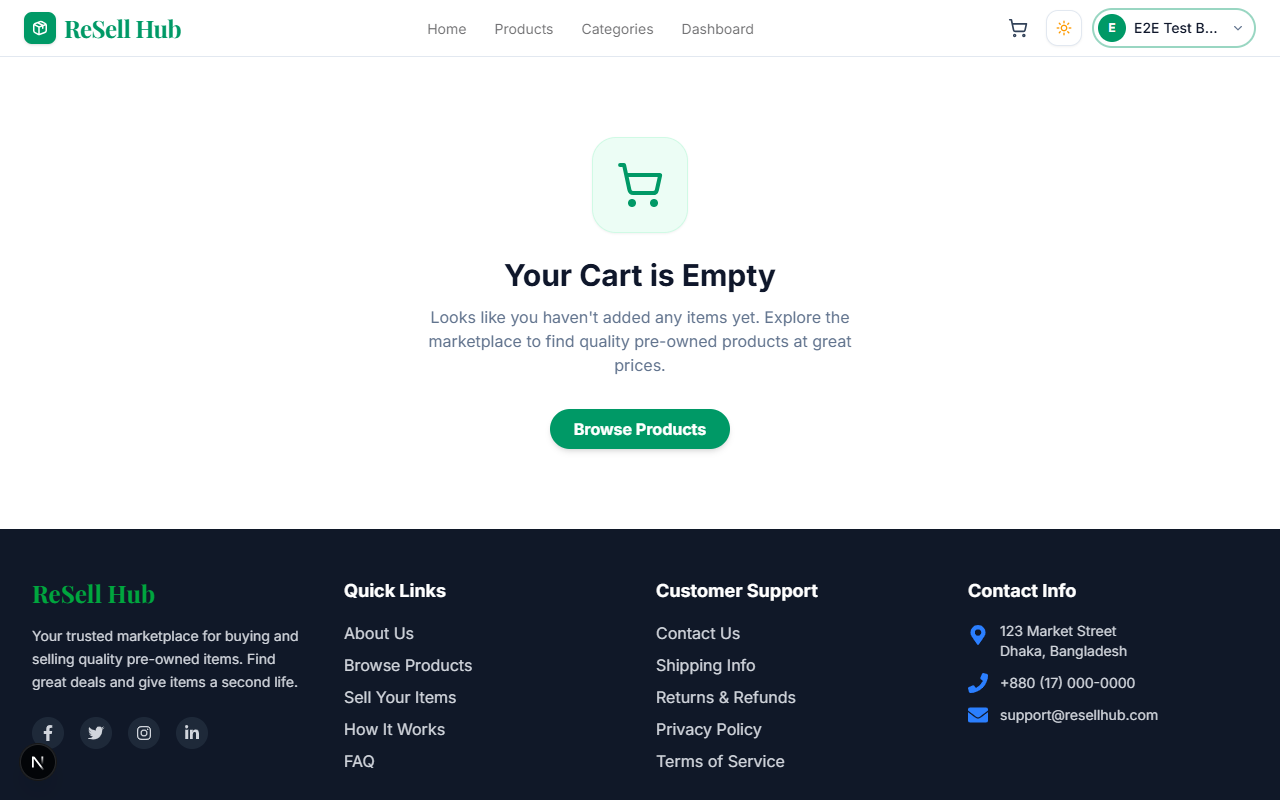 ReSell Hub
Home
Products
Categories
Dashboard
E
E2E Test B...
Your Cart is Empty
Looks like you haven't added any items yet. Explore the
marketplace to find quality pre-owned products at great
prices.
Browse Products
ReSell Hub
Your trusted marketplace for buying and
selling quality pre-owned items. Find
great deals and give items a second life.
N
Quick Links
About Us
Browse Products
Sell Your Items
How It Works
FAQ
Customer Support
Contact Us
Shipping Info
Returns & Refunds
Privacy Policy
Terms of Service
Contact Info
123 Market Street
Dhaka, Bangladesh
+880 (17) 000-0000
support@resellhub.com